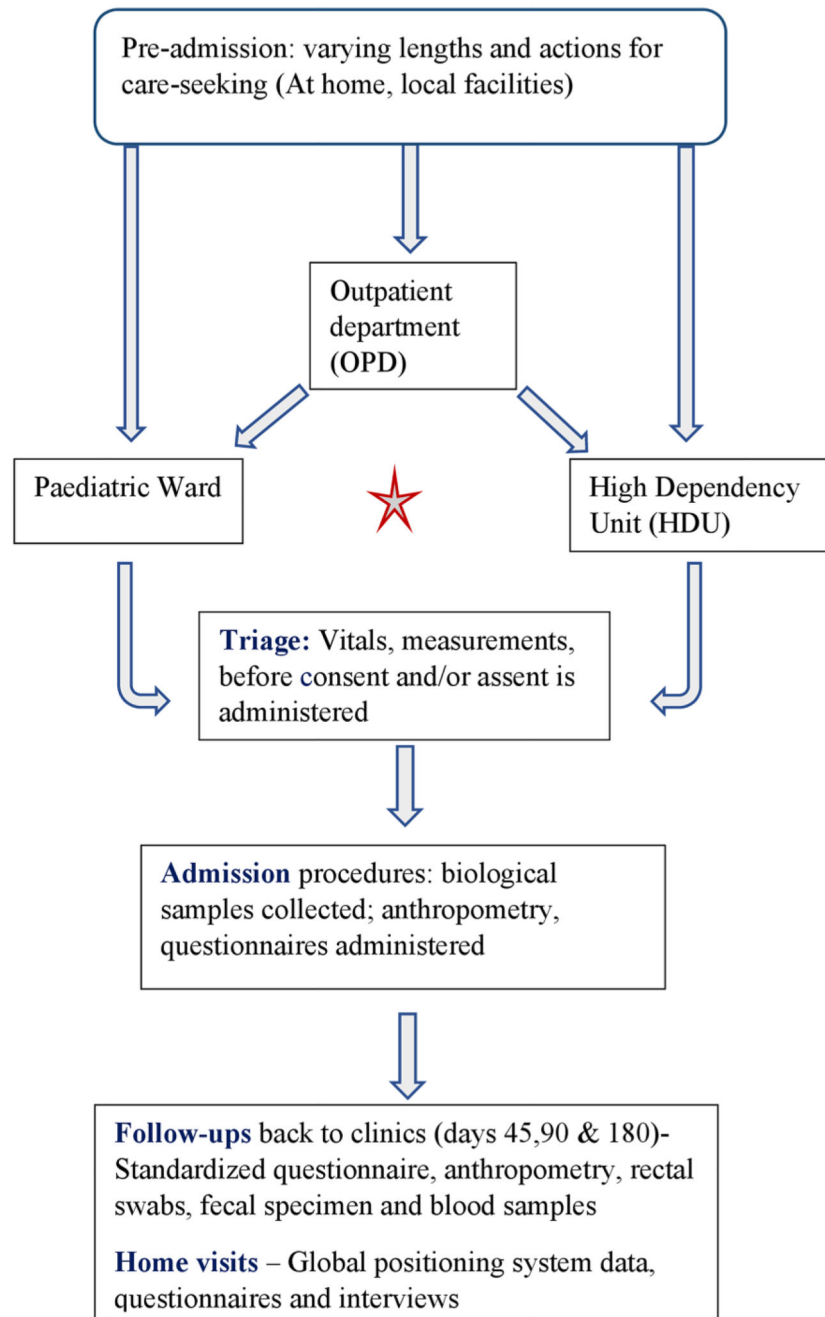 Pre-admission: varying lengths and actions for
care-seeking (At home, local facilities)
Outpatient
department
(OPD)
Paediatric Ward
High Dependency
Unit (HDU)
Triage: Vitals, measurements,
before consent and/or assent is
administered
Admission procedures: biological
samples collected; anthropometry,
questionnaires administered
Follow-ups back to clinics (days 45,90 & 180)-
Standardized questionnaire, anthropometry, rectal
swabs, fecal specimen and blood samples
Home visits – Global positioning system data,
questionnaires and interviews